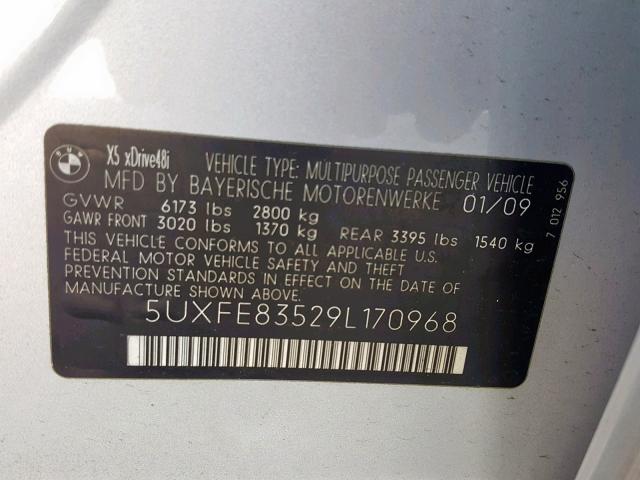 X5 xDrive48i
VEHICLE TYPE: MULTIPURPOSE PASSENGER VEHICLE
MFD BY BAYERISCHE MOTORENWERKE 01/09
GVWR 6173 lbs 2800 kg
GAWR FRONT 3020 lbs 1370 kg REAR 3395 lbs 1540 kg
THIS VEHICLE CONFORMS TO ALL APPLICABLE U.S.
FEDERAL MOTOR VEHICLE SAFETY AND THEFT
PREVENTION STANDARDS IN EFFECT ON THE DATE OF
MANUFACTURE SHOWN ABOVE.
5UXFE83529L170968
7 012 956
BMW